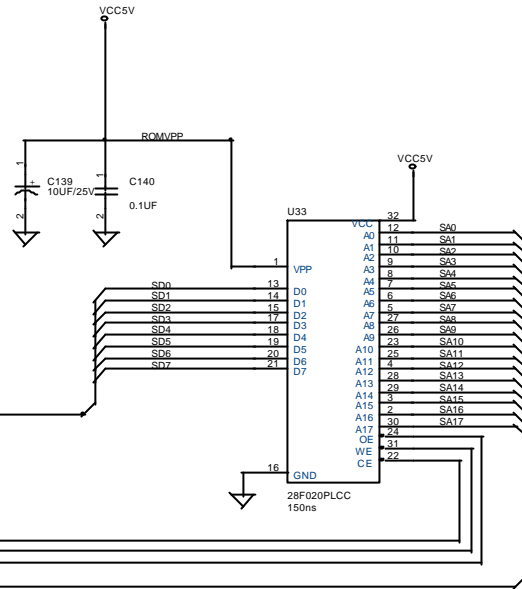 VCC5V
ROMVPP
1
+ C139
10UF/25V
2
1
C140
0.1UF
2
VCC5V
U33
VCC 32
A0 12 SA0
A1 11 SA1
A2 10 SA2
A3 9 SA3
A4 8 SA4
A5 7 SA5
A6 6 SA6
A7 5 SA7
A8 27 SA8
A9 26 SA9
A10 23 SA10
A11 25 SA11
A12 4 SA12
A13 28 SA13
A14 29 SA14
A15 3 SA15
A16 2 SA16
A17 30 SA17
OE 24
WE 31
CE 22
1 VPP
SD0 13 D0
SD1 14 D1
SD2 15 D2
SD3 17 D3
SD4 18 D4
SD5 19 D5
SD6 20 D6
SD7 21 D7
16 GND
28F020PLCC
150ns